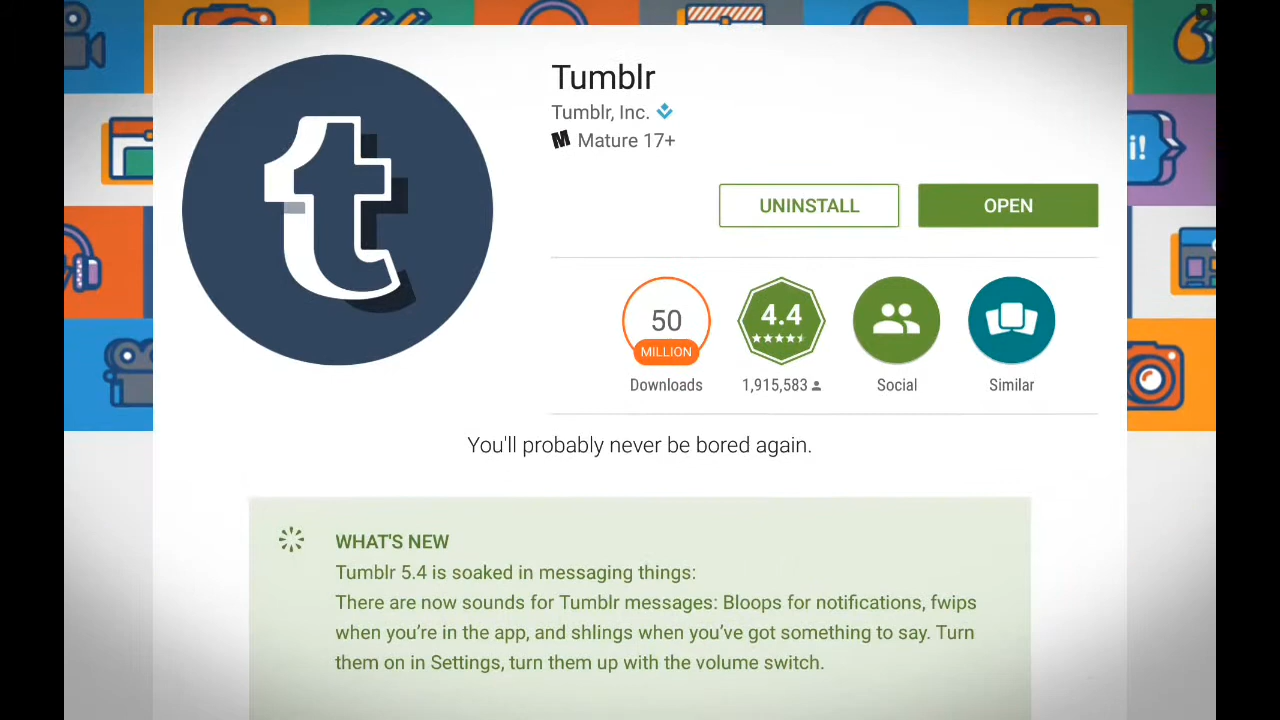 Tumblr
Tumblr, Inc.
Mature 17+
UNINSTALL
OPEN
50
MILLION
Downloads
4.4
1,915,583
Social
Similar
You'll probably never be bored again.
WHAT'S NEW
Tumblr 5.4 is soaked in messaging things:
There are now sounds for Tumblr messages: Bloops for notifications, fwips
when you’re in the app, and shlings when you’ve got something to say. Turn
them on in Settings, turn them up with the volume switch.
t
i!